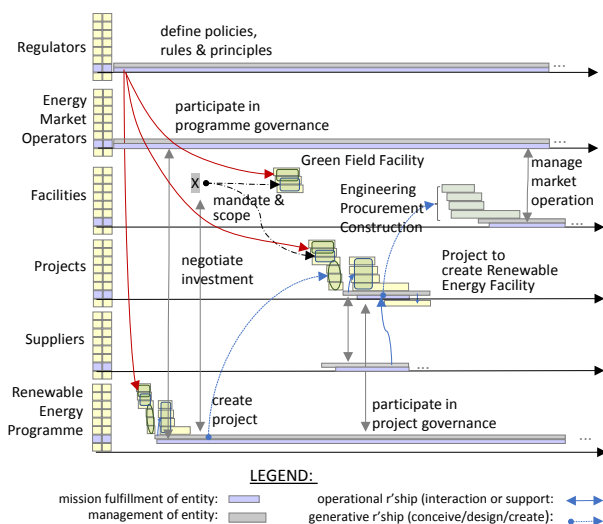 Regulators
define policies,
rules & principles
...
Energy
Market
Operators
participate in
programme governance
...
Green Field Facility
manage
market
operation
Facilities
X
mandate &
scope
Engineering
Procurement
Construction
...
Projects
negotiate
investment
Project to
create Renewable
Energy Facility
...
Suppliers
...
Renewable
Energy
Programme
create
project
participate in
project governance
...
LEGEND:
mission fulfillment of entity:
operational r'ship (interaction or support:
management of entity:
generative r'ship (conceive/design/create):